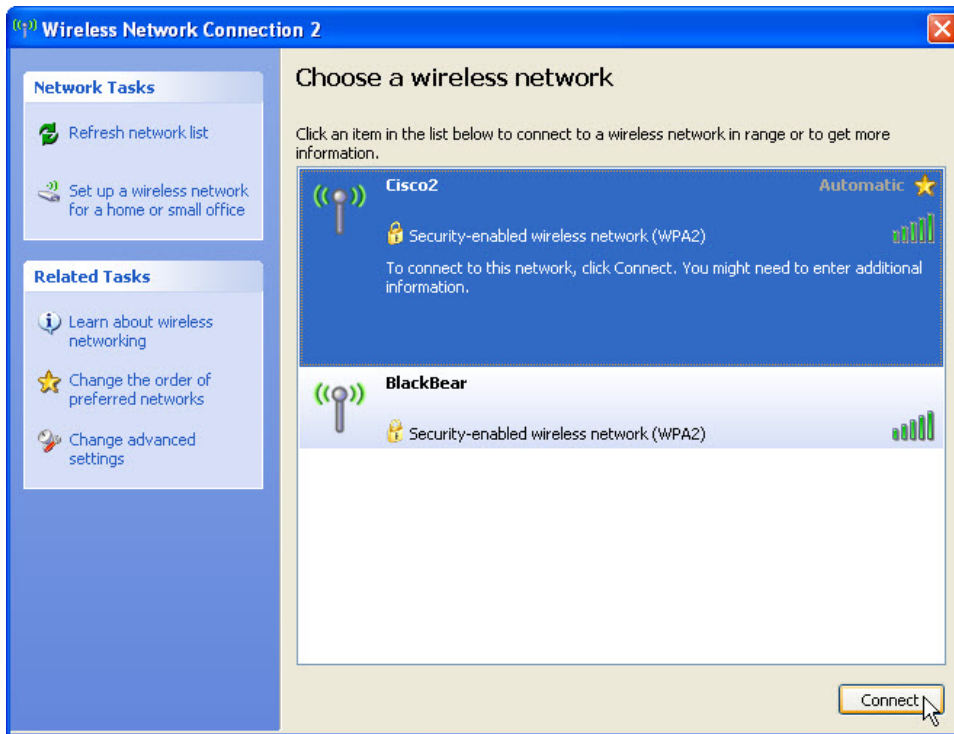 Wireless Network Connection 2
Network Tasks
Refresh network list
Set up a wireless network
for a home or small office
Related Tasks
Learn about wireless
networking
Change the order of
preferred networks
Change advanced
settings
Choose a wireless network
Click an item in the list below to connect to a wireless network in range or to get more
information.
Cisco2
Automatic
Security-enabled wireless network (WPA2)
To connect to this network, click Connect. You might need to enter additional
information.
BlackBear
Security-enabled wireless network (WPA2)
Connect